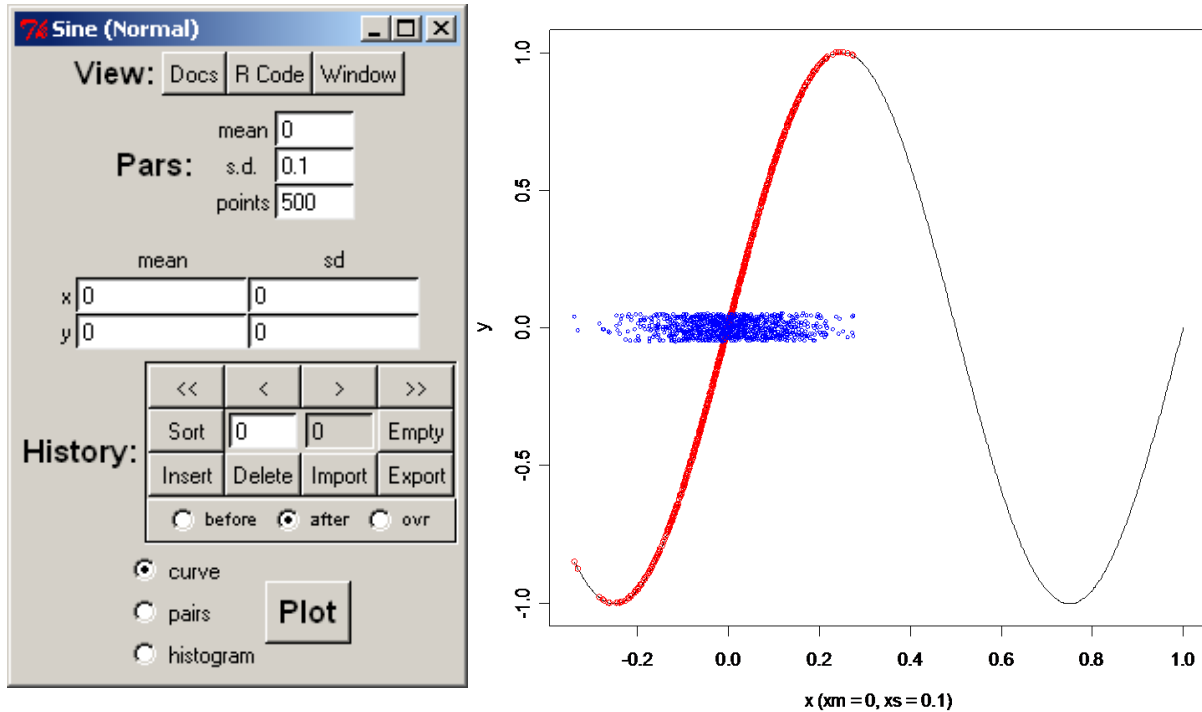 Sine (Normal)
View: Docs R Code Window
Pars:
mean 0
s.d. 0.1
points 500
mean sd
x 0 0
y 0 0
History:
<< < > >>
Sort 0 0 Empty
Insert Delete Import Export
before after ovr
curve
pairs
histogram
Plot
y
1.0
0.5
0.0
-0.5
-1.0
-0.2 0.0 0.2 0.4 0.6 0.8 1.0
x (xm = 0, xs = 0.1)